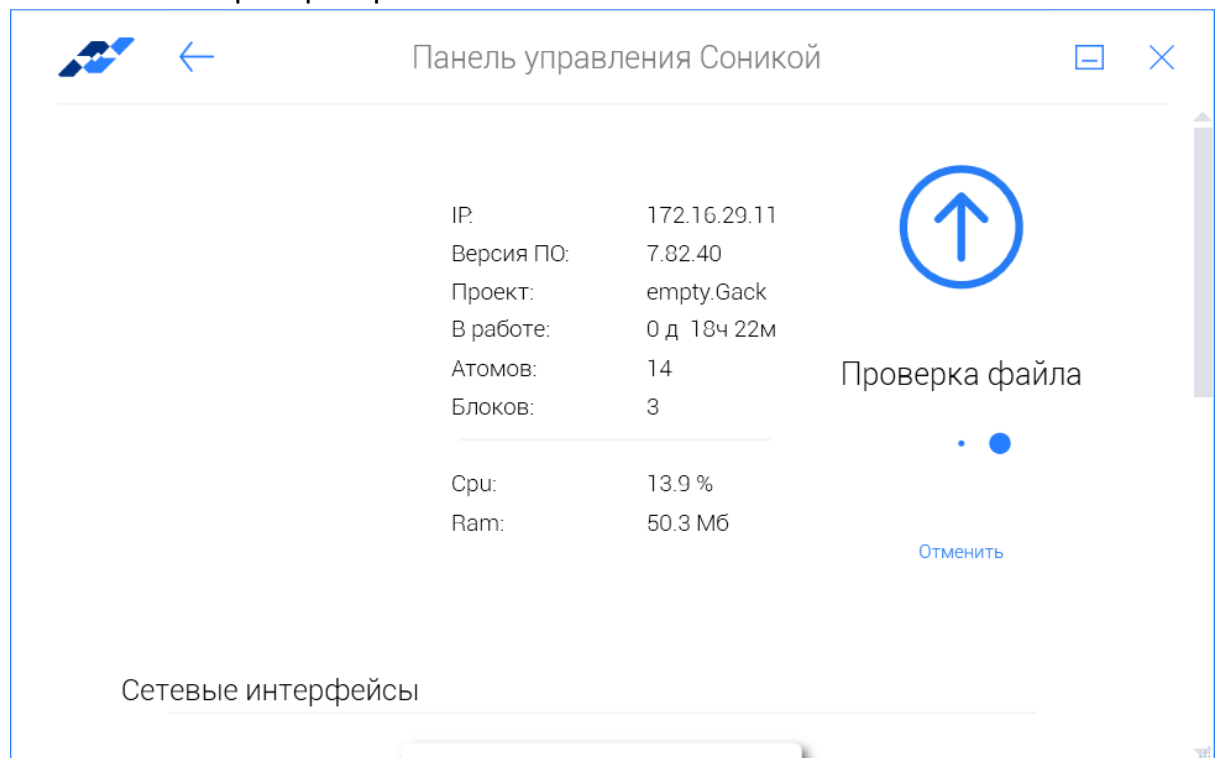 Панель управления Соникой
IP: 172.16.29.11
Версия ПО: 7.82.40
Проект: empty.Gack
В работе: 0 д 18ч 22м
Атомов: 14
Блоков: 3
Проверка файла
Cpu: 13.9 %
Ram: 50.3 Мб
Отменить
Сетевые интерфейсы